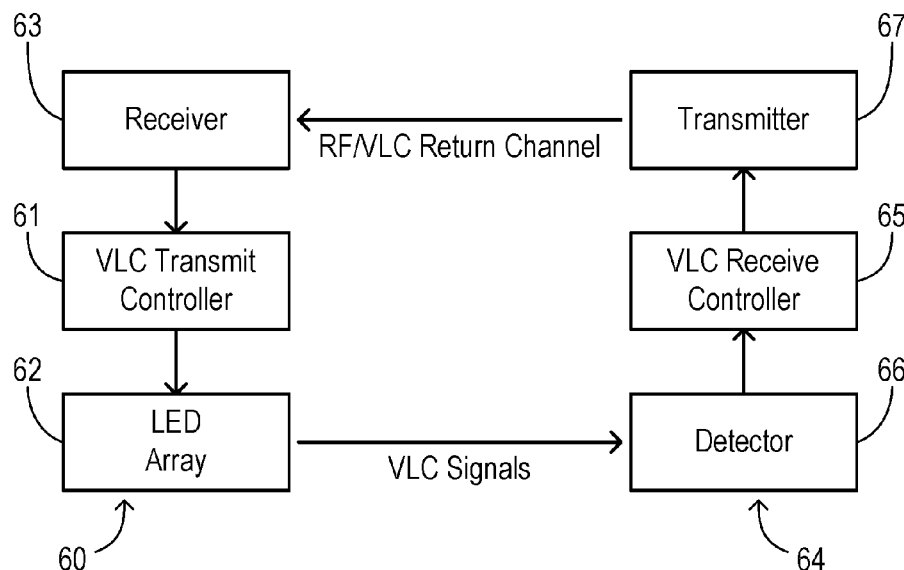 63
67
Receiver
Transmitter
RF/VLC Return Channel
61
65
VLC Transmit
Controller
VLC Receive
Controller
62
66
LED
Array
Detector
VLC Signals
60
64